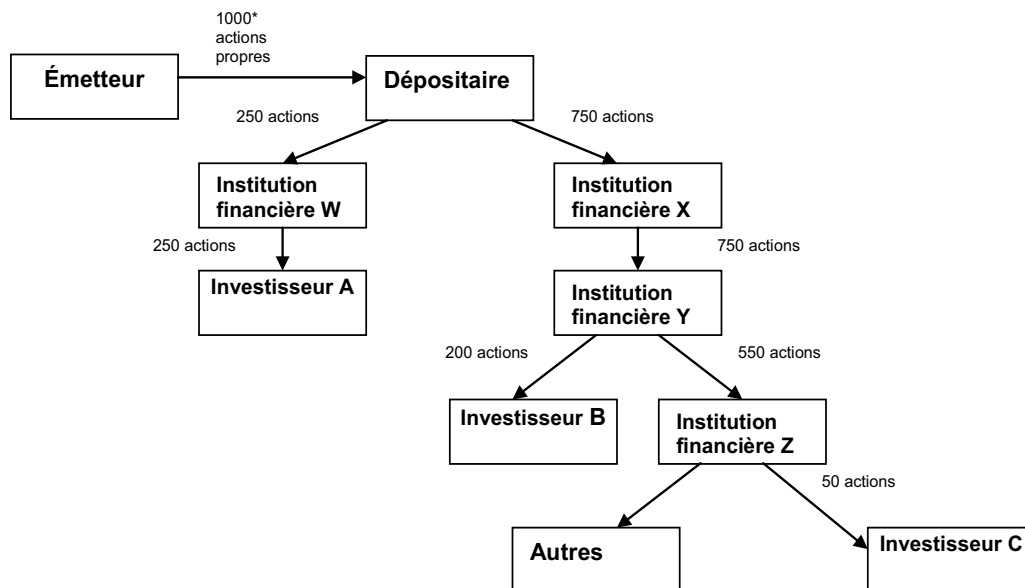 1000*
actions
propres
Émetteur
Dépositaire
250 actions
750 actions
Institution
financière W
Institution
financière X
250 actions
750 actions
Investisseur A
Institution
financière Y
200 actions
550 actions
Investisseur B
Institution
financière Z
50 actions
Autres
Investisseur C